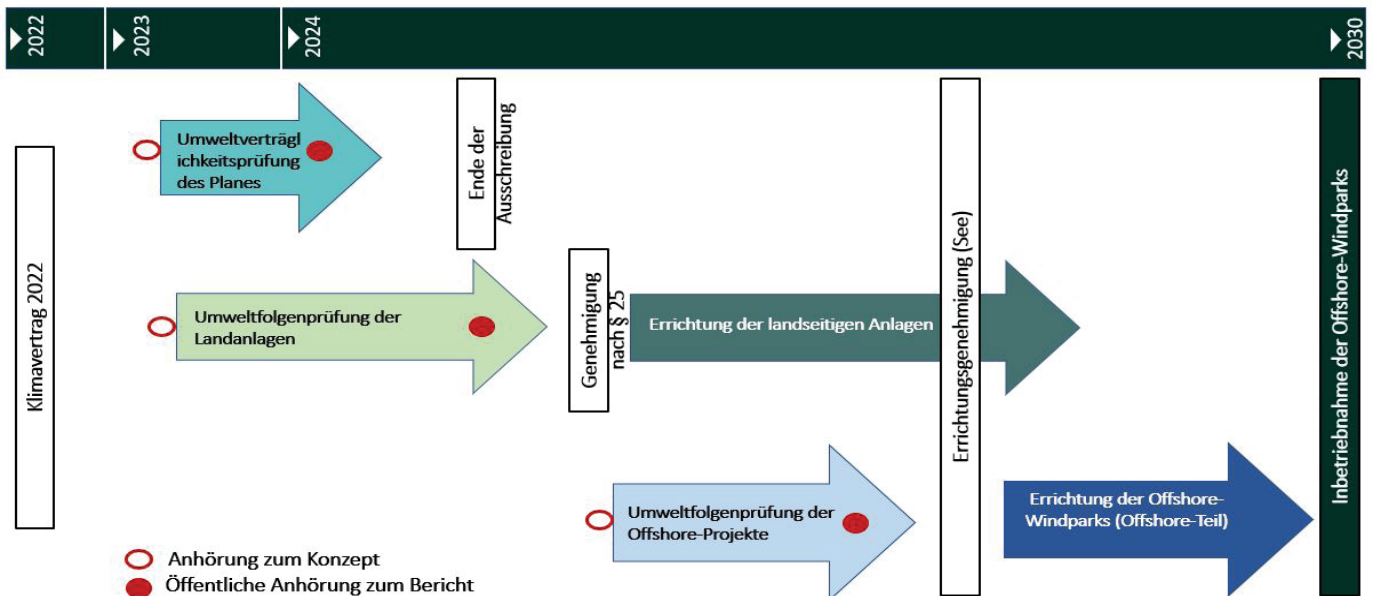 2022
2023
2024
2030
Klimavertrag 2022
Umweltverträgl
ichkeitsprüfung
des Planes
Ende der
Ausschreibung
Umweltfolgenprüfung der
Landanlagen
Genehmigung
nach § 25
Errichtung der landseitigen Anlagen
Errichtungsgenehmigung (See)
Umweltfolgenprüfung der
Offshore-Projekte
Errichtung der Offshore-
Windparks (Offshore-Teil)
Inbetriebnahme der Offshore-Windparks
Anhörung zum Konzept
Öffentliche Anhörung zum Bericht